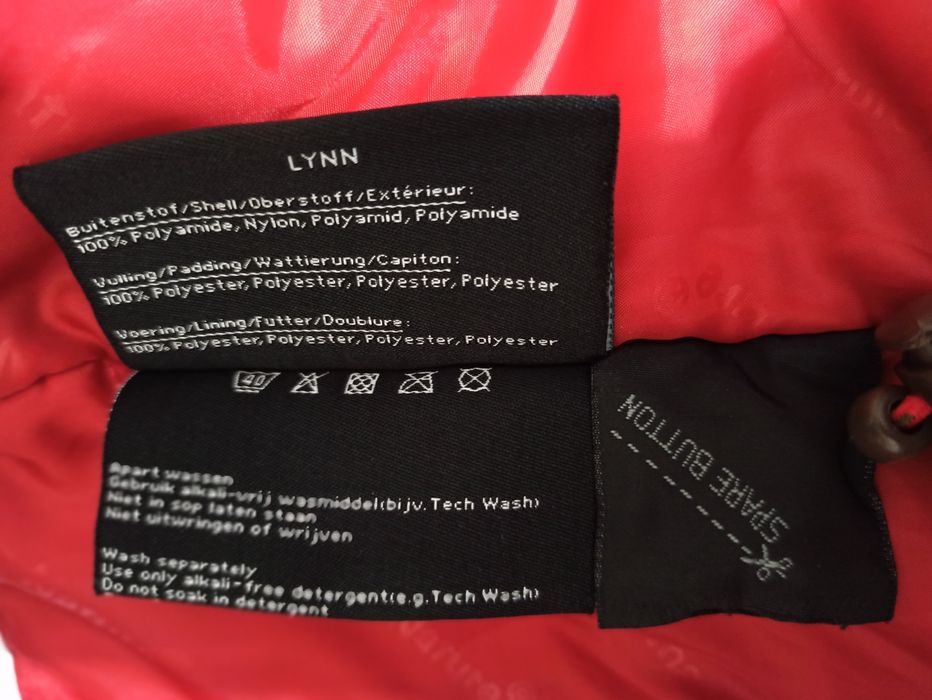 LYNN
Buitenstof/Shell/Oberstoff/Extérieur:
100% Polyamide, Nylon, Polyamid, Polyamide
Vulling/Padding/Wattierung/Capiton:
100% Polyester, Polyester, Polyester, Polyester
Voering/Lining/Futter/Doublure:
100% Polyester, Polyester, Polyester, Polyester
40
Apart wassen
Gebruik alkali-vrij wasmiddel(bijv. Tech Wash)
Niet in sop laten staan
Niet uitwringen of wrijven
Wash separately
Use only alkali-free detergent(e.g. Tech Wash)
Do not soak in detergent
SPARE BUTTON